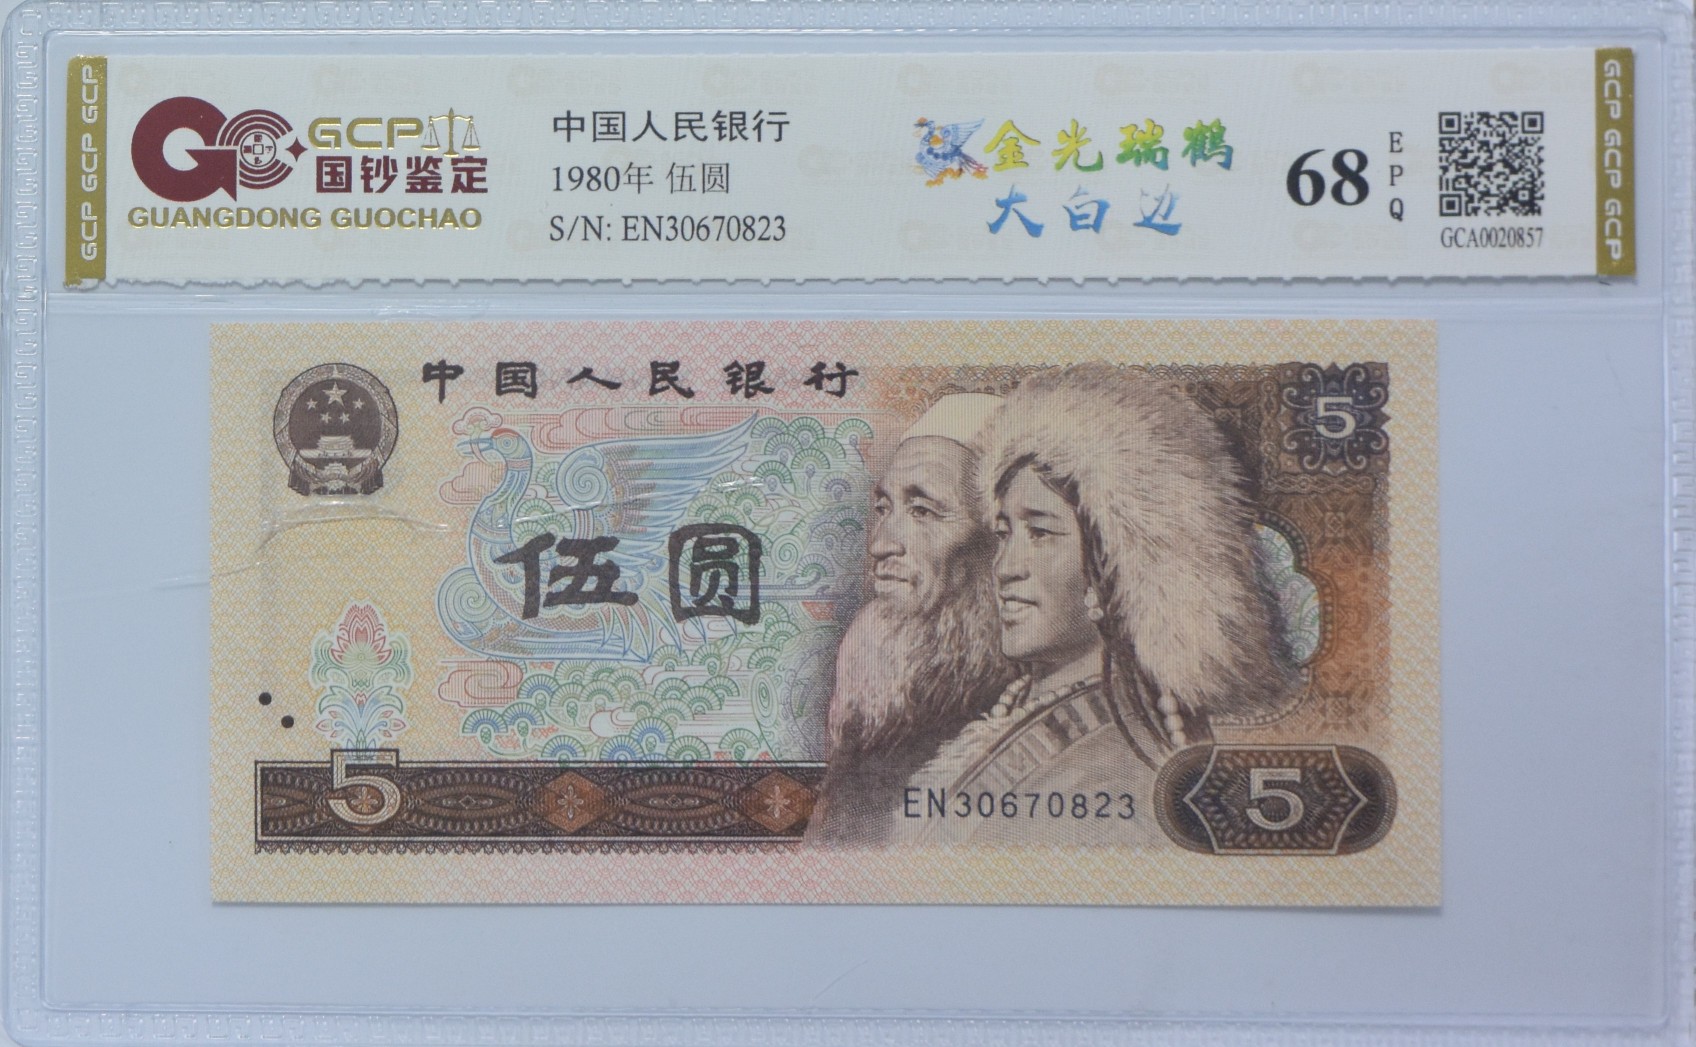 GCP GCP GCP
GCP
国钞鉴定
GUANGDONG GUOCHAO
中国人民银行
1980年 伍圆
S/N: EN30670823
金光瑞鹤
大白边
68
EPQ
GCA0020857
GCP GCP GCP
中国人民银行
5
伍圆
5
EN30670823
5